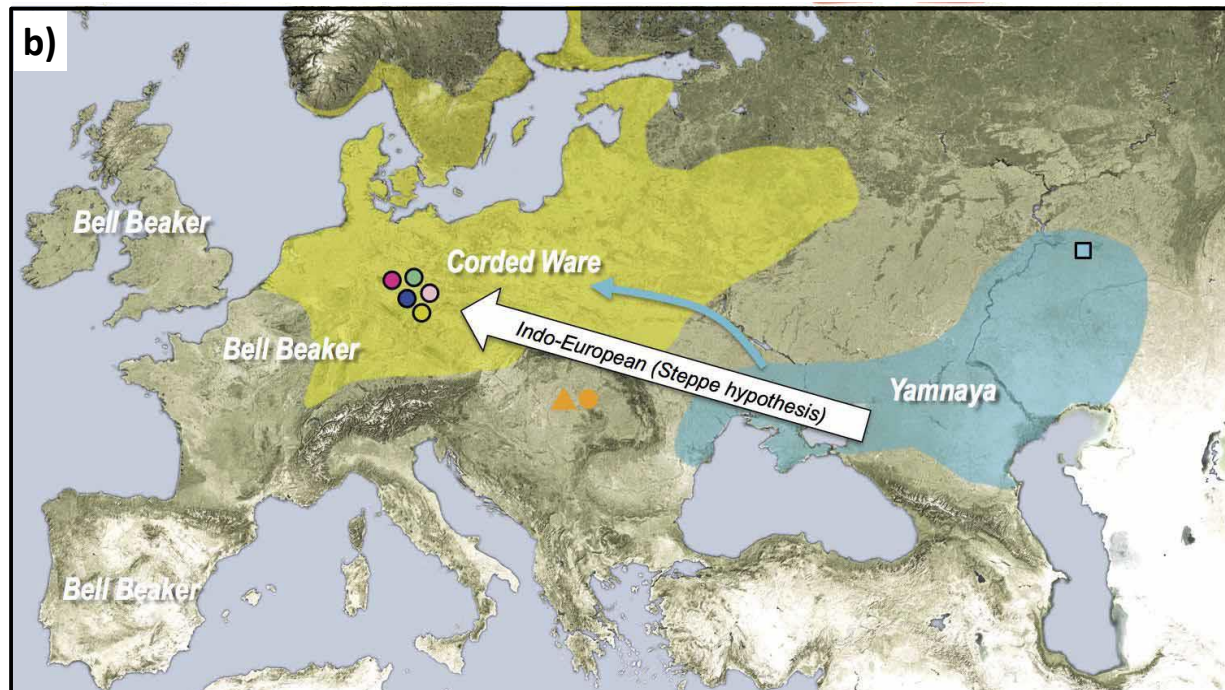 b)
Bell Beaker
Corded Ware
Bell Beaker
Indo-European (Steppe hypothesis)
Yamnaya
Bell Beaker